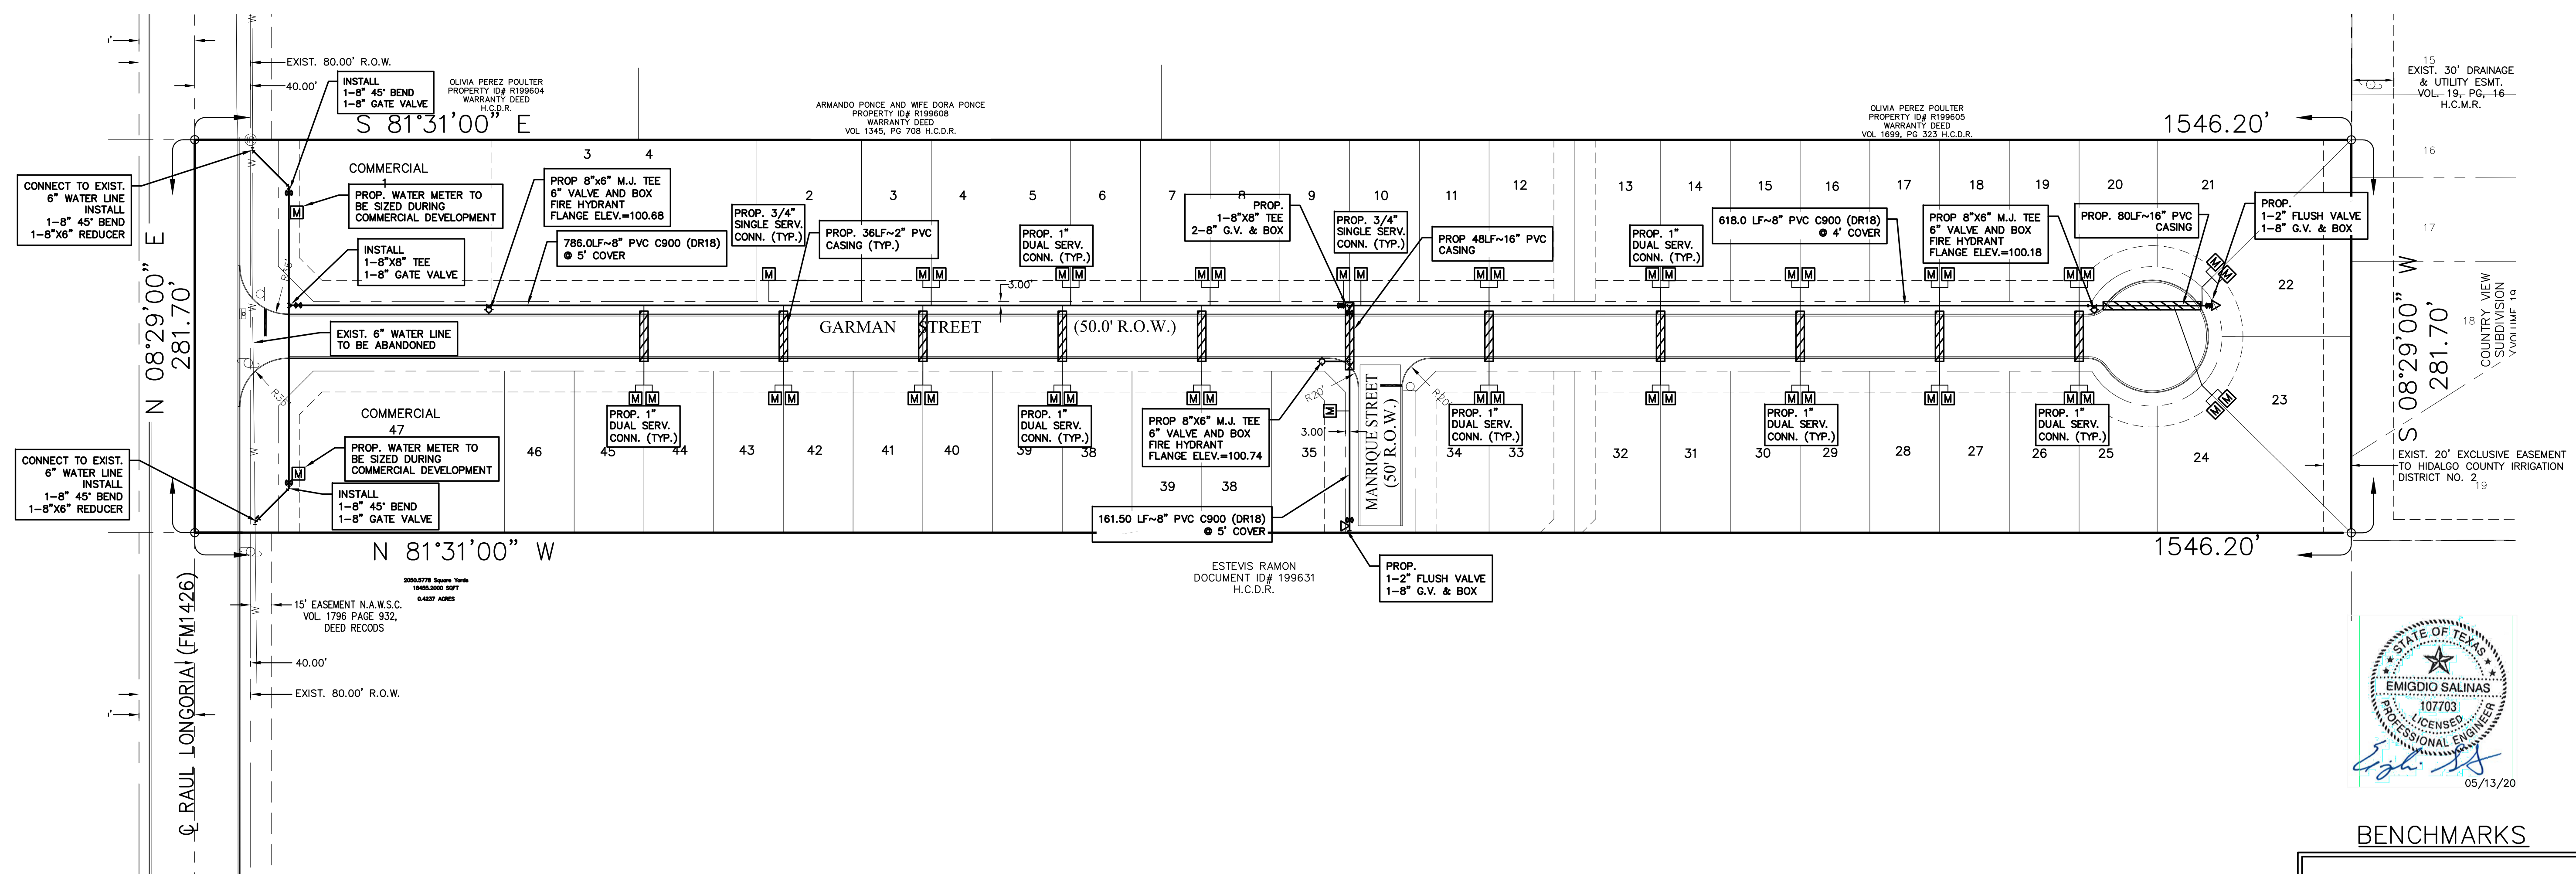 EXIST. 80.00' R.O.W.
40.00'
INSTALL
1-8" 45° BEND
1-8" GATE VALVE
OLIVIA PEREZ POULTER
PROPERTY ID# R199604
WARRANTY DEED
H.C.D.R.
S 81°31'00" E
ARMANDO PONCE AND WIFE DORA PONCE
PROPERTY ID# R199608
WARRANTY DEED
VOL 1345, PG 708 H.C.D.R.
OLIVIA PEREZ POULTER
PROPERTY ID# R199605
WARRANTY DEED
VOL 1699, PG 323 H.C.D.R.
1546.20'
15
EXIST. 30' DRAINAGE
& UTILITY ESMT.
VOL. 19, PG, 16
H.C.M.R.
16
17
18
19
COUNTRY VIEW
SUBDIVISION
CONNECT TO EXIST.
6" WATER LINE
INSTALL
1-8" 45° BEND
1-8"X6" REDUCER
N 08°29'00" E
281.70'
COMMERCIAL
1
PROP. WATER METER TO
BE SIZED DURING
COMMERCIAL DEVELOPMENT
INSTALL
1-8"X8" TEE
1-8" GATE VALVE
3
4
PROP 8"x6" M.J. TEE
6" VALVE AND BOX
FIRE HYDRANT
FLANGE ELEV.=100.68
786.0LF~8" PVC C900 (DR18)
@ 5' COVER
PROP. 3/4"
SINGLE SERV.
CONN. (TYP.)
2
3
4
5
6
7
8
9
10
11
12
13
14
15
16
17
18
19
20
21
22
23
24
PROP. 36LF~2" PVC
CASING (TYP.)
PROP. 1"
DUAL SERV.
CONN. (TYP.)
PROP.
1-8"X8" TEE
2-8" G.V. & BOX
PROP. 3/4"
SINGLE SERV.
CONN. (TYP.)
PROP 48LF~16" PVC
CASING
PROP. 1"
DUAL SERV.
CONN. (TYP.)
618.0 LF~8" PVC C900 (DR18)
@ 4' COVER
PROP 8"X6" M.J. TEE
6" VALVE AND BOX
FIRE HYDRANT
FLANGE ELEV.=100.18
PROP. 80LF~16" PVC
CASING
PROP.
1-2" FLUSH VALVE
1-8" G.V. & BOX
S 08°29'00" W
281.70'
3.00'
R35'
EXIST. 6" WATER LINE
TO BE ABANDONED
GARMAN STREET (50.0' R.O.W.)
R35'
COMMERCIAL
47
PROP. WATER METER TO
BE SIZED DURING
COMMERCIAL DEVELOPMENT
CONNECT TO EXIST.
6" WATER LINE
INSTALL
1-8" 45° BEND
1-8"X6" REDUCER
INSTALL
1-8" 45° BEND
1-8" GATE VALVE
46
45
44
43
42
41
40
39
38
39
38
35
34
33
32
31
30
29
28
27
26
25
PROP. 1"
DUAL SERV.
CONN. (TYP.)
PROP. 1"
DUAL SERV.
CONN. (TYP.)
PROP 8"X6" M.J. TEE
6" VALVE AND BOX
FIRE HYDRANT
FLANGE ELEV.=100.74
R20'
3.00'
MANRIQUE STREET
(50' R.O.W.)
R20'
PROP. 1"
DUAL SERV.
CONN. (TYP.)
PROP. 1"
DUAL SERV.
CONN. (TYP.)
PROP. 1"
DUAL SERV.
CONN. (TYP.)
EXIST. 20' EXCLUSIVE EASEMENT
TO HIDALGO COUNTY IRRIGATION
DISTRICT NO. 2
161.50 LF~8" PVC C900 (DR18)
@ 5' COVER
N 81°31'00" W
1546.20'
ESTEVIS RAMON
DOCUMENT ID# 199631
H.C.D.R.
PROP.
1-2" FLUSH VALVE
1-8" G.V. & BOX
2050.5778 Square Yards
18455.2000 SQFT
0.4237 ACRES
15' EASEMENT N.A.W.S.C.
VOL. 1796 PAGE 932,
DEED RECODS
40.00'
EXIST. 80.00' R.O.W.
RAUL LONGORIA (FM1426)
STATE OF TEXAS
EMIGDIO SALINAS
107703
LICENSED
PROFESSIONAL ENGINEER
05/13/20
BENCHMARKS